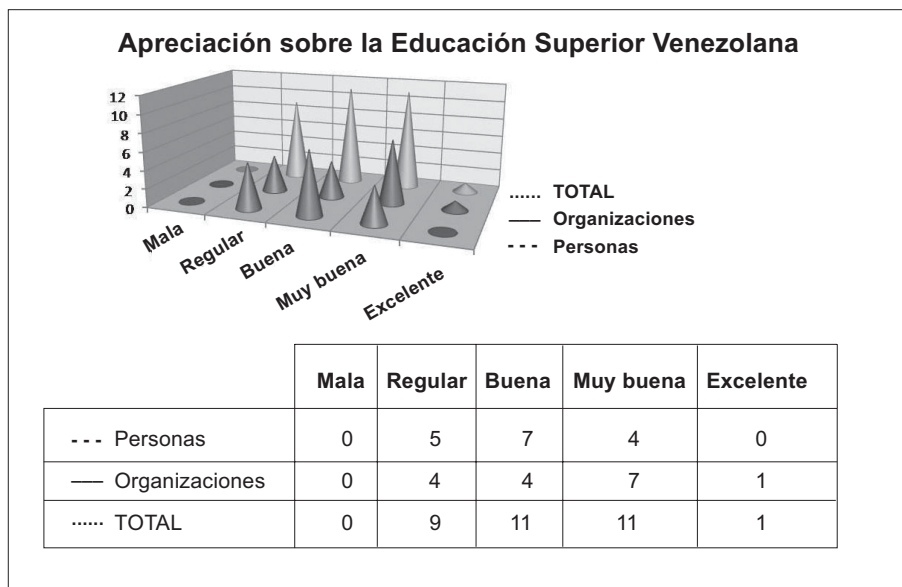 Apreciación sobre la Educación Superior Venezolana
12
10
8
6
4
2
0
Mala
Regular
Buena
Muy buena
Excelente
...... TOTAL
— Organizaciones
- - - Personas
Mala Regular Buena Muy buena Excelente
- - - Personas 0 5 7 4 0
— Organizaciones 0 4 4 7 1
...... TOTAL 0 9 11 11 1